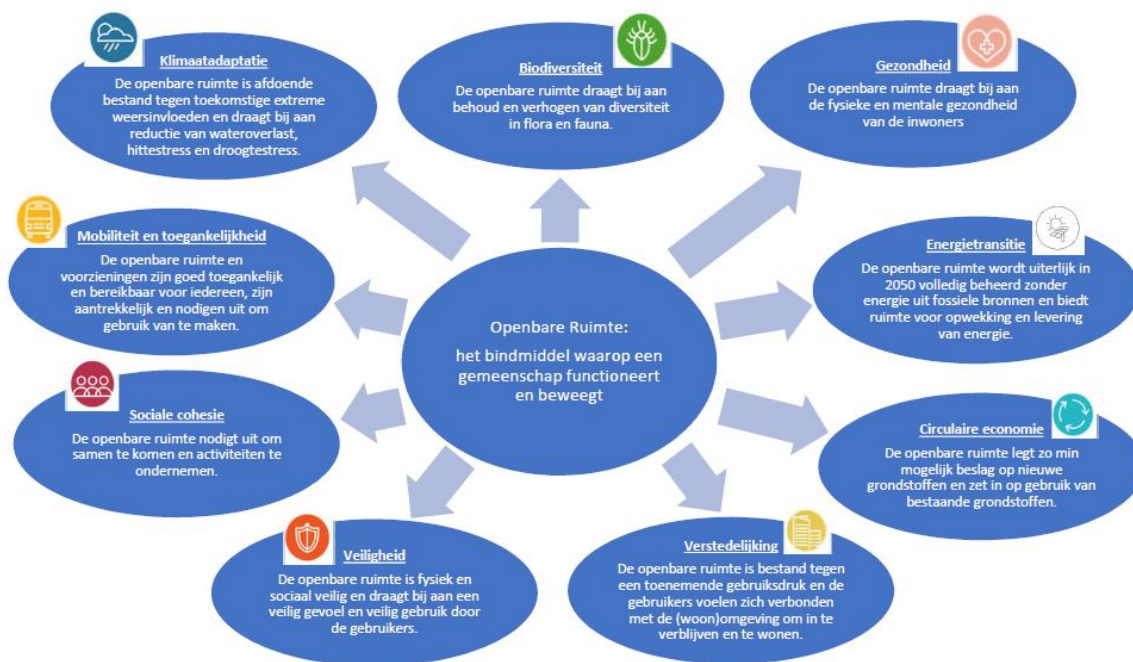 Klimaatadaptatie
De openbare ruimte is afdoende
bestand tegen toekomstige extreme
weersinvloeden en draagt bij aan
reductie van wateroverlast,
hittestress en droogtestress.
Biodiversiteit
De openbare ruimte draagt bij aan
behoud en verhogen van diversiteit
in flora en fauna.
Gezondheid
De openbare ruimte draagt bij aan
de fysieke en mentale gezondheid
van de inwoners
Mobiliteit en toegankelijkheid
De openbare ruimte en
voorzieningen zijn goed toegankelijk
en bereikbaar voor iedereen, zijn
aantrekkelijk en nodigen uit om
gebruik van te maken.
Openbare Ruimte:
het bindmiddel waarop een
gemeenschap functioneert
en beweegt
Energietransitie
De openbare ruimte wordt uiterlijk in
2050 volledig beheerd zonder
energie uit fossiele bronnen en biedt
ruimte voor opwekking en levering
van energie.
Sociale cohesie
De openbare ruimte nodigt uit om
samen te komen en activiteiten te
ondernemen.
Circulaire economie
De openbare ruimte legt zo min
mogelijk beslag op nieuwe
grondstoffen en zet in op gebruik van
bestaande grondstoffen.
Veiligheid
De openbare ruimte is fysiek en
sociaal veilig en draagt bij aan een
veilig gevoel en veilig gebruik door
de gebruikers.
Verstedelijking
De openbare ruimte is bestand tegen
een toenemende gebruiksdruk en de
gebruikers voelen zich verbonden
met de (woon)omgeving om in te
verblijven en te wonen.